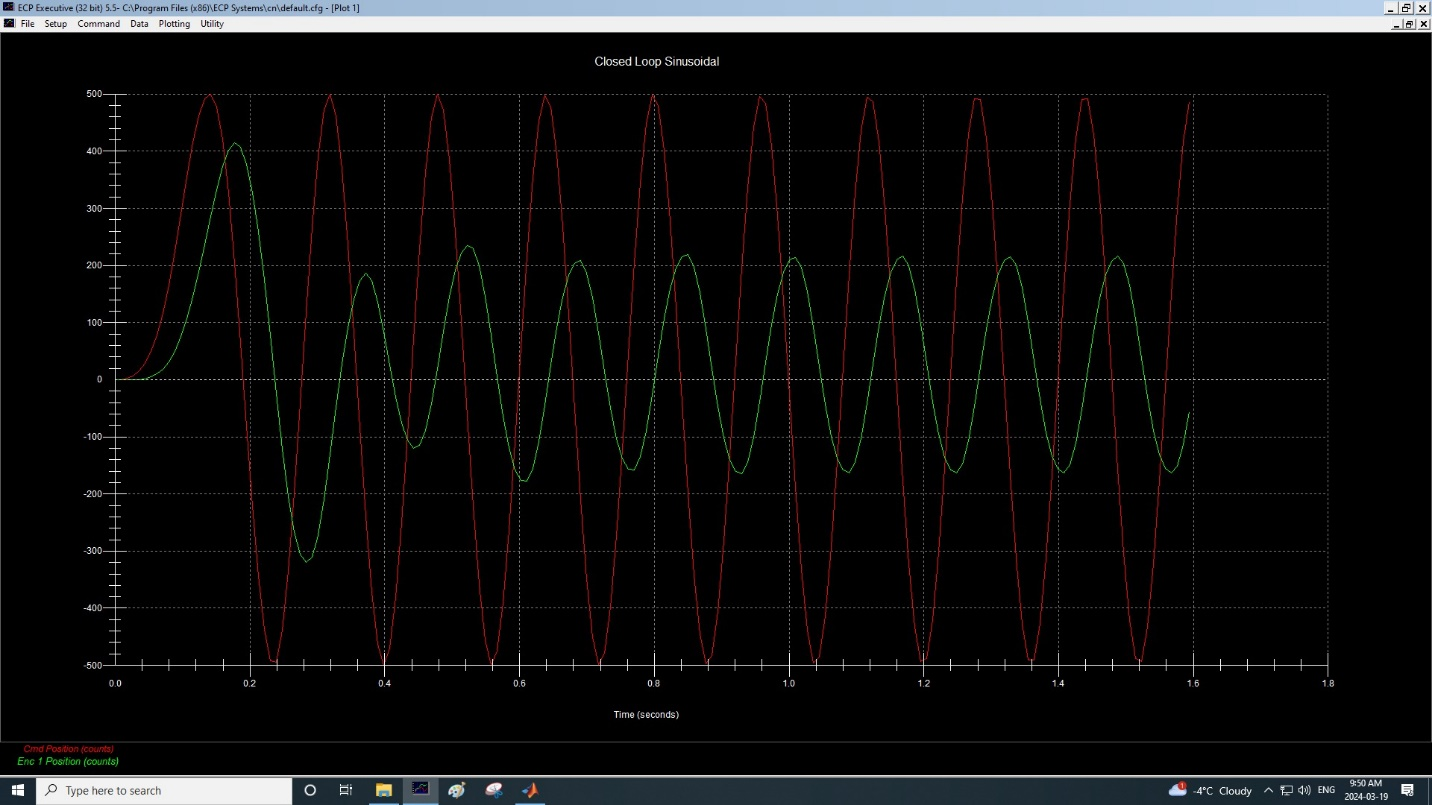 ECP Executive (32 bit) 5.5- C:\Program Files (x86)\ECP Systems\cn\default.cfg - [Plot 1]
File Setup Command Data Plotting Utility
Closed Loop Sinusoidal
500
400
300
200
100
0
-100
-200
-300
-400
-500
0.0 0.2 0.4 0.6 0.8 1.0 1.2 1.4 1.6 1.8
Time (seconds)
Cmd Position (counts)
Enc 1 Position (counts)
Type here to search
1
-4°C Cloudy
ENG
9:50 AM
2024-03-19